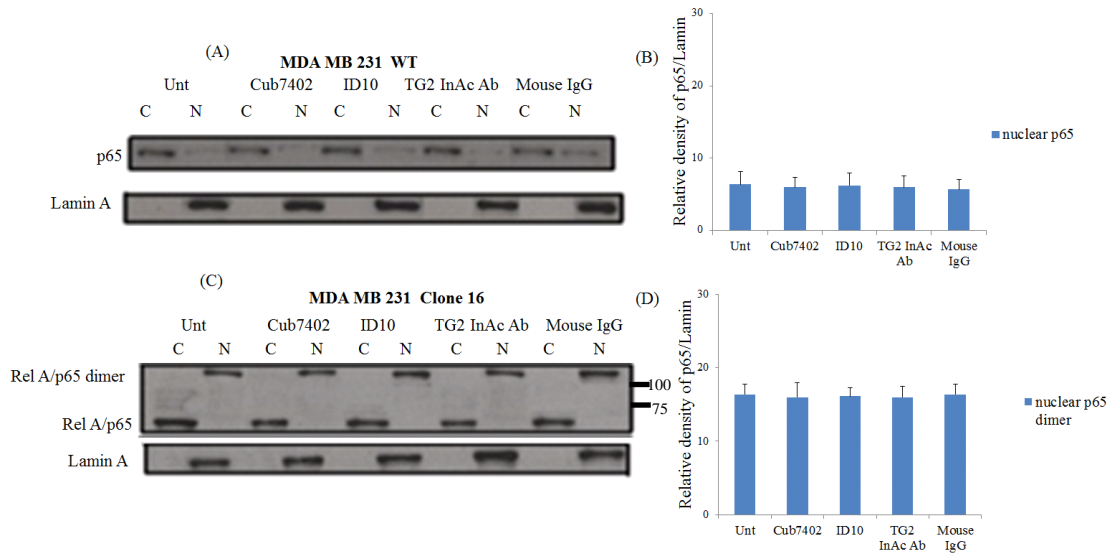 (A)
MDA MB 231 WT
Unt Cub7402 ID10 TG2 InAc Ab Mouse IgG
C N C N C N C N C N
p65
Lamin A
(B)
Relative density of p65/Lamin
30
20
10
0
Unt Cub7402 ID10 TG2 InAc Mouse
Ab IgG
nuclear p65
(C)
MDA MB 231 Clone 16
Unt Cub7402 ID10 TG2 InAc Ab Mouse IgG
C N C N C N C N C N
Rel A/p65 dimer
100
75
Rel A/p65
Lamin A
(D)
Relative density of p65/Lamin
30
20
10
0
Unt Cub7402 ID10 TG2 Mouse
InAc Ab IgG
nuclear p65
dimer